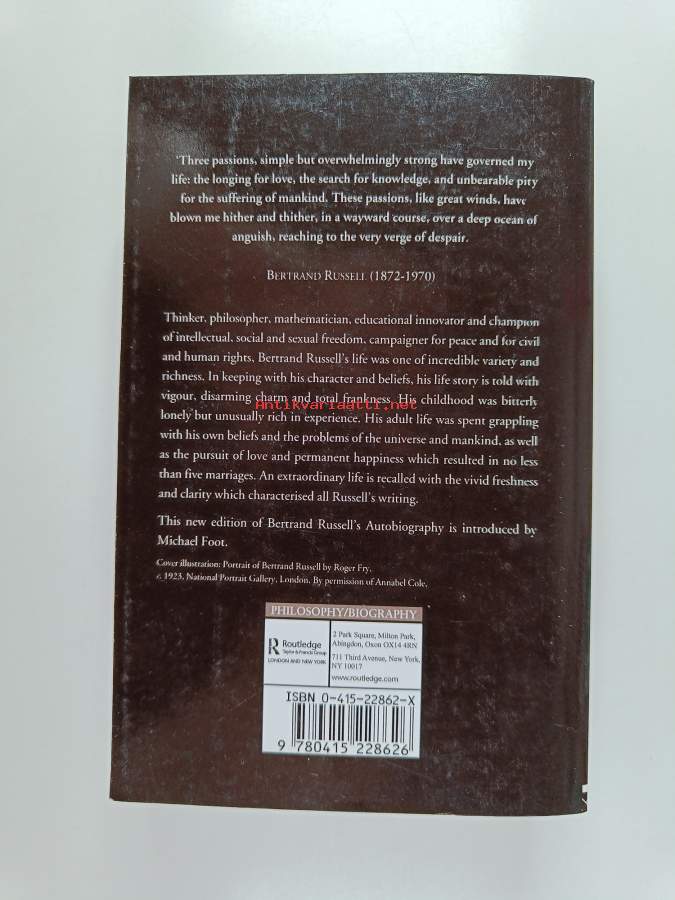 'Three passions, simple but overwhelmingly strong have governed my
life: the longing for love, the search for knowledge, and unbearable pity
for the suffering of mankind. These passions, like great winds, have
blown me hither and thither, in a wayward course, over a deep ocean of
anguish, reaching to the very verge of despair.
BERTRAND RUSSELL (1872-1970)
Thinker, philosopher, mathematician, educational innovator and champion
of intellectual, social and sexual freedom, campaigner for peace and for civil
and human rights, Bertrand Russell's life was one of incredible variety and
richness. In keeping with his character and beliefs, his life story is told with
vigour, disarming charm and total frankness. His childhood was bitterly
Antikvariaatti.net
lonely but unusually rich in experience. His adult life was spent grappling
with his own beliefs and the problems of the universe and mankind, as well
as the pursuit of love and permanent happiness which resulted in no less
than five marriages. An extraordinary life is recalled with the vivid freshness
and clarity which characterised all Russell's writing.
This new edition of Bertrand Russell's Autobiography is introduced by
Michael Foot.
Cover illustration: Portrait of Bertrand Russell by Roger Fry,
c. 1923, National Portrait Gallery, London. By permission of Annabel Cole.
PHILOSOPHY/BIOGRAPHY
R Routledge
Taylor & Francis Group
LONDON AND NEW YORK
2 Park Square, Milton Park,
Abingdon, Oxon OX14 4RN
711 Third Avenue, New York,
NY 10017
www.routledge.com
ISBN 0-415-22862-X
9 780415 228626